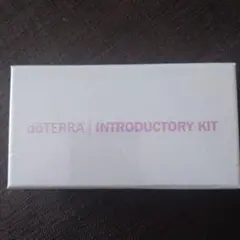 dōTERRA | INTRODUCTORY KIT